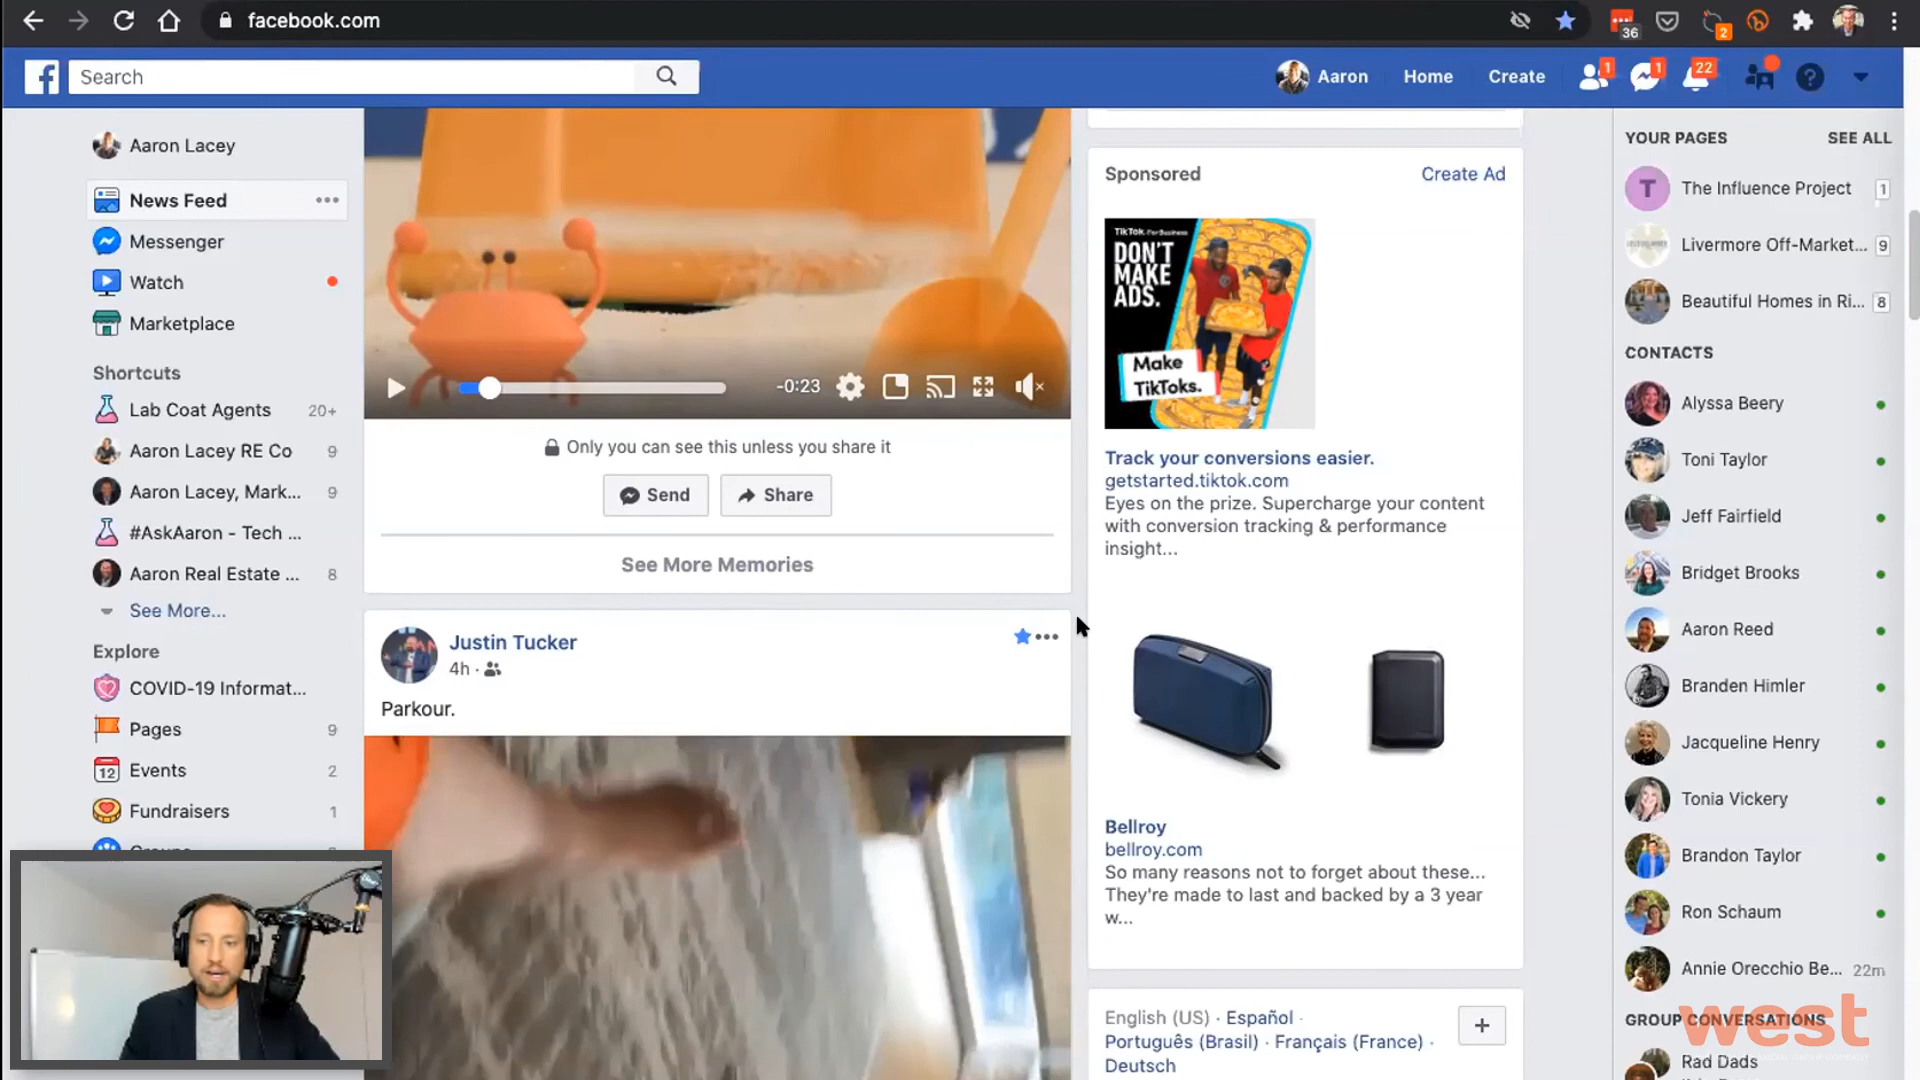 facebook.com
36
2
Search
Aaron
Home
Create
1
1
22
Aaron Lacey
News Feed
Messenger
Watch
Marketplace
Shortcuts
Lab Coat Agents 20+
Aaron Lacey RE Co 9
Aaron Lacey, Mark... 9
#AskAaron - Tech ...
Aaron Real Estate ... 8
See More...
Explore
COVID-19 Informat...
Pages 9
12 Events 2
Fundraisers 1
-0:23
Only you can see this unless you share it
Send
Share
See More Memories
Justin Tucker
4h ·
Parkour.
Sponsored
Create Ad
TikTok For Business
DON'T
MAKE
ADS.
Make
TikToks.
Track your conversions easier.
getstarted.tiktok.com
Eyes on the prize. Supercharge your content
with conversion tracking & performance
insight...
Bellroy
bellroy.com
So many reasons not to forget about these...
They're made to last and backed by a 3 year
w...
English (US) · Español ·
Português (Brasil) · Français (France) ·
Deutsch
YOUR PAGES SEE ALL
T The Influence Project 1
Livermore Off-Market... 9
Beautiful Homes in Ri... 8
CONTACTS
Alyssa Beery
Toni Taylor
Jeff Fairfield
Bridget Brooks
Aaron Reed
Branden Himler
Jacqueline Henry
Tonia Vickery
Brandon Taylor
Ron Schaum
Annie Orecchio Be... 22m
GROUP CONVERSATIONS
west
Rad Dads